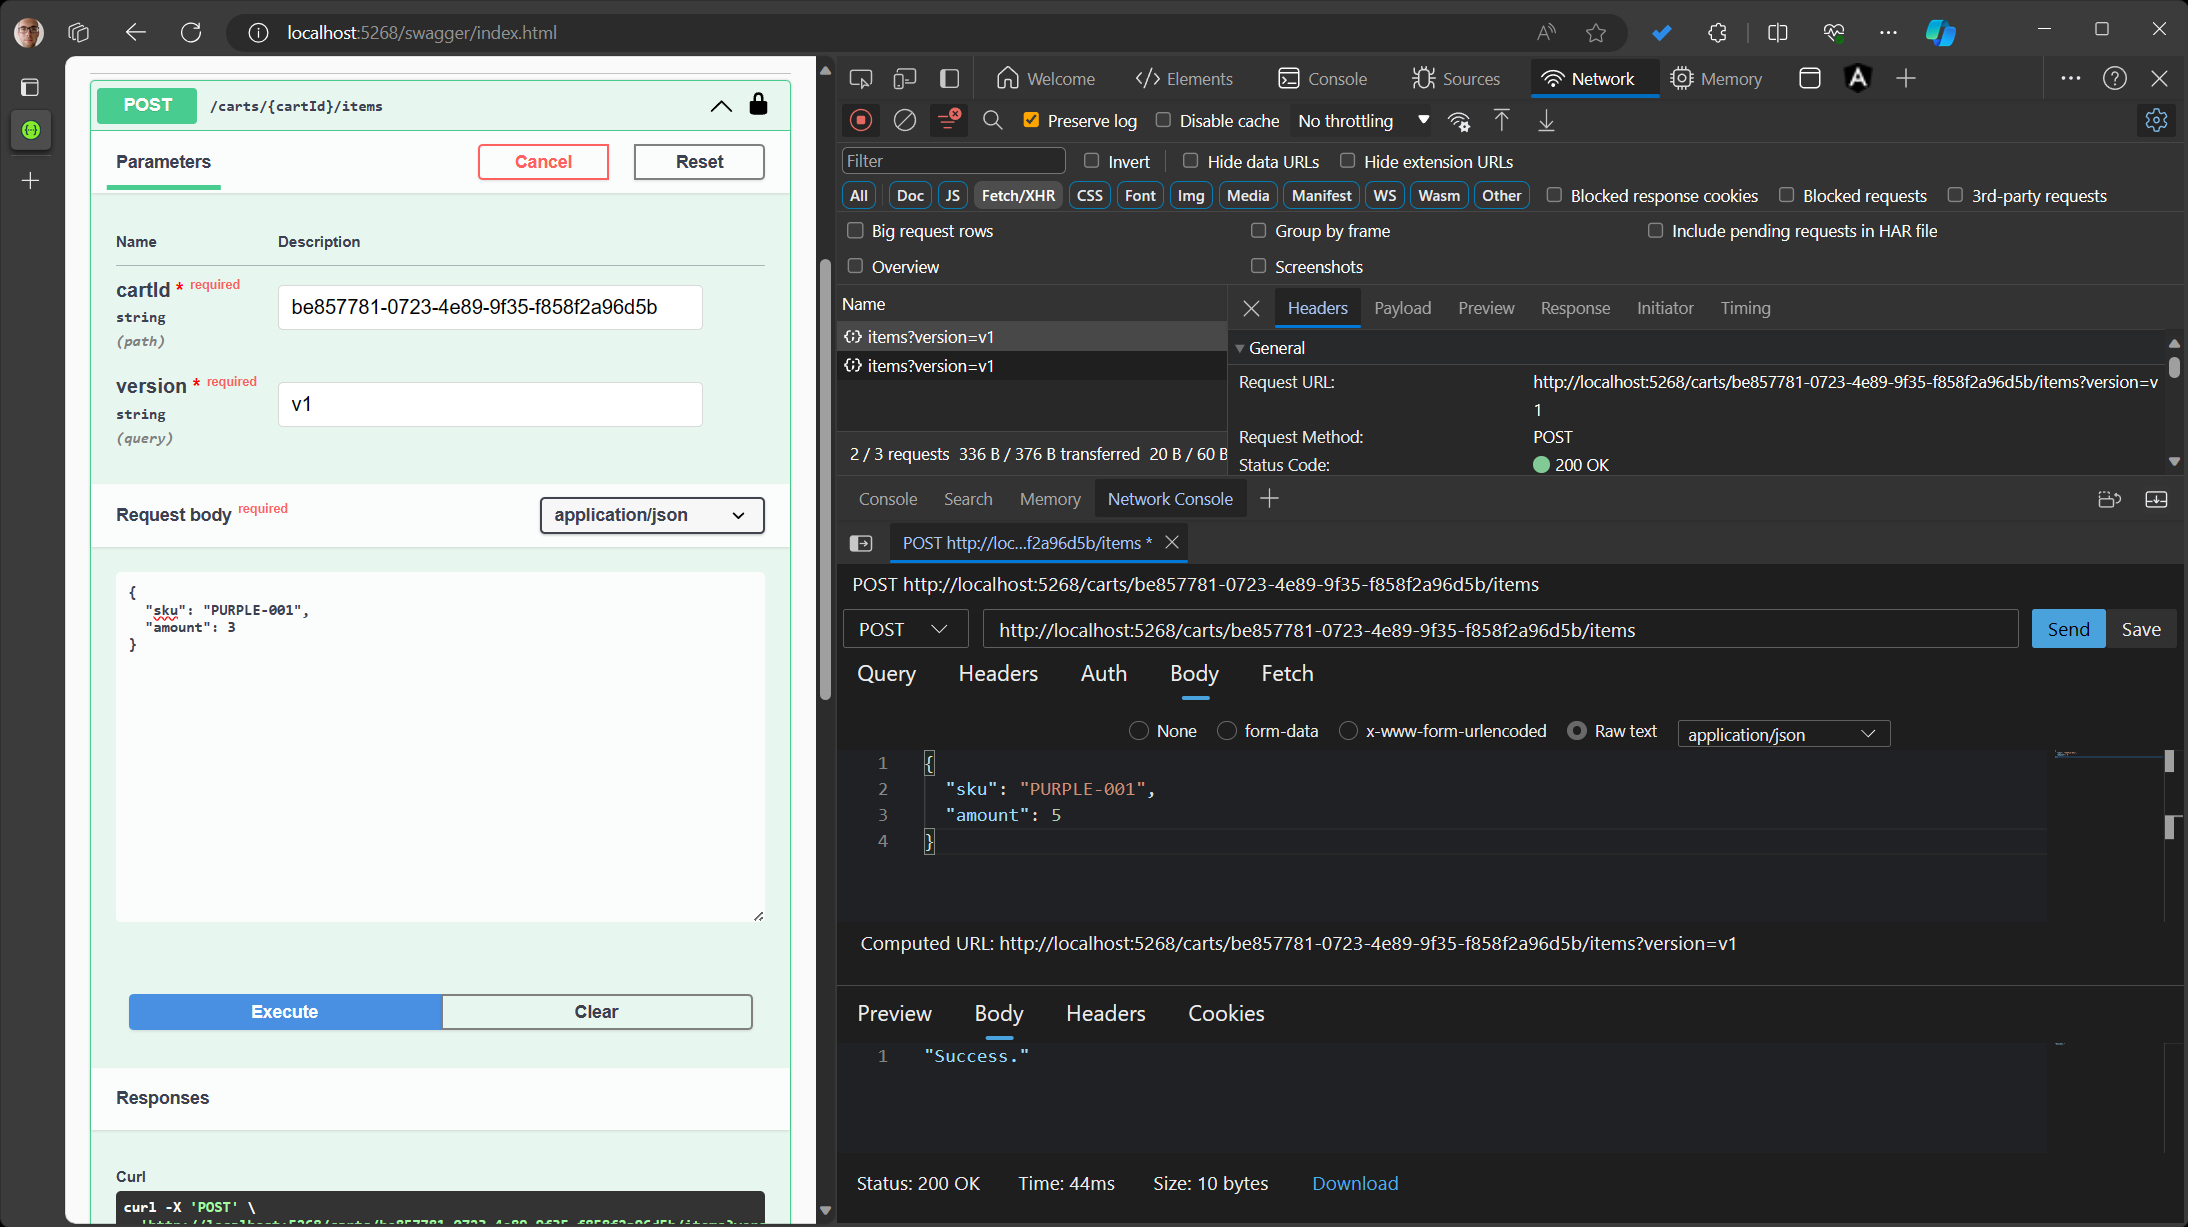 localhost:5268/swagger/index.html
POST /carts/{cartId}/items
Parameters
Cancel
Reset
Name Description
cartId * required
string
(path)
be857781-0723-4e89-9f35-f858f2a96d5b
version * required
string
(query)
v1
Request body required
application/json
{
"sku": "PURPLE-001",
"amount": 3
}
Execute
Clear
Responses
Curl
curl -X 'POST' \
Welcome Elements Console Sources Network Memory
Preserve log Disable cache No throttling
Filter Invert Hide data URLs Hide extension URLs
All Doc JS Fetch/XHR CSS Font Img Media Manifest WS Wasm Other Blocked response cookies Blocked requests 3rd-party requests
Big request rows Group by frame Include pending requests in HAR file
Overview Screenshots
Name
items?version=v1
items?version=v1
2 / 3 requests 336 B / 376 B transferred 20 B / 60 B
Headers Payload Preview Response Initiator Timing
General
Request URL: http://localhost:5268/carts/be857781-0723-4e89-9f35-f858f2a96d5b/items?version=v
1
Request Method: POST
Status Code: 200 OK
Console Search Memory Network Console
POST http://loc...f2a96d5b/items *
POST http://localhost:5268/carts/be857781-0723-4e89-9f35-f858f2a96d5b/items
POST http://localhost:5268/carts/be857781-0723-4e89-9f35-f858f2a96d5b/items Send Save
Query Headers Auth Body Fetch
None form-data x-www-form-urlencoded Raw text application/json
1 {
2 "sku": "PURPLE-001",
3 "amount": 5
4 }
Computed URL: http://localhost:5268/carts/be857781-0723-4e89-9f35-f858f2a96d5b/items?version=v1
Preview Body Headers Cookies
1 "Success."
Status: 200 OK Time: 44ms Size: 10 bytes Download